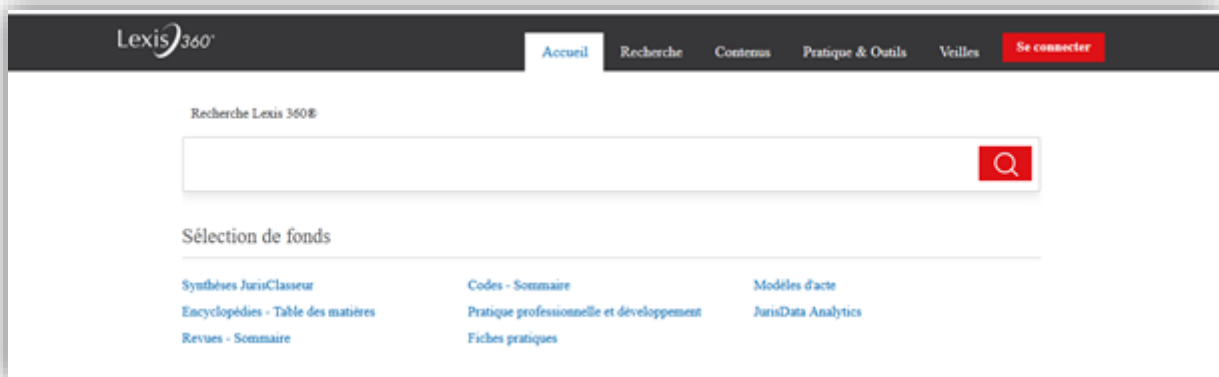 Lexis 360®
Accueil Recherche Contenus Pratique & Outils Veilles Se connecter
Recherche Lexis 360®
Sélection de fonds
Synthèses JurisClasseur Codes - Sommaire Modèles d'acte
Encyclopédies - Table des matières Pratique professionnelle et développement JurisData Analytics
Revues - Sommaire Fiches pratiques